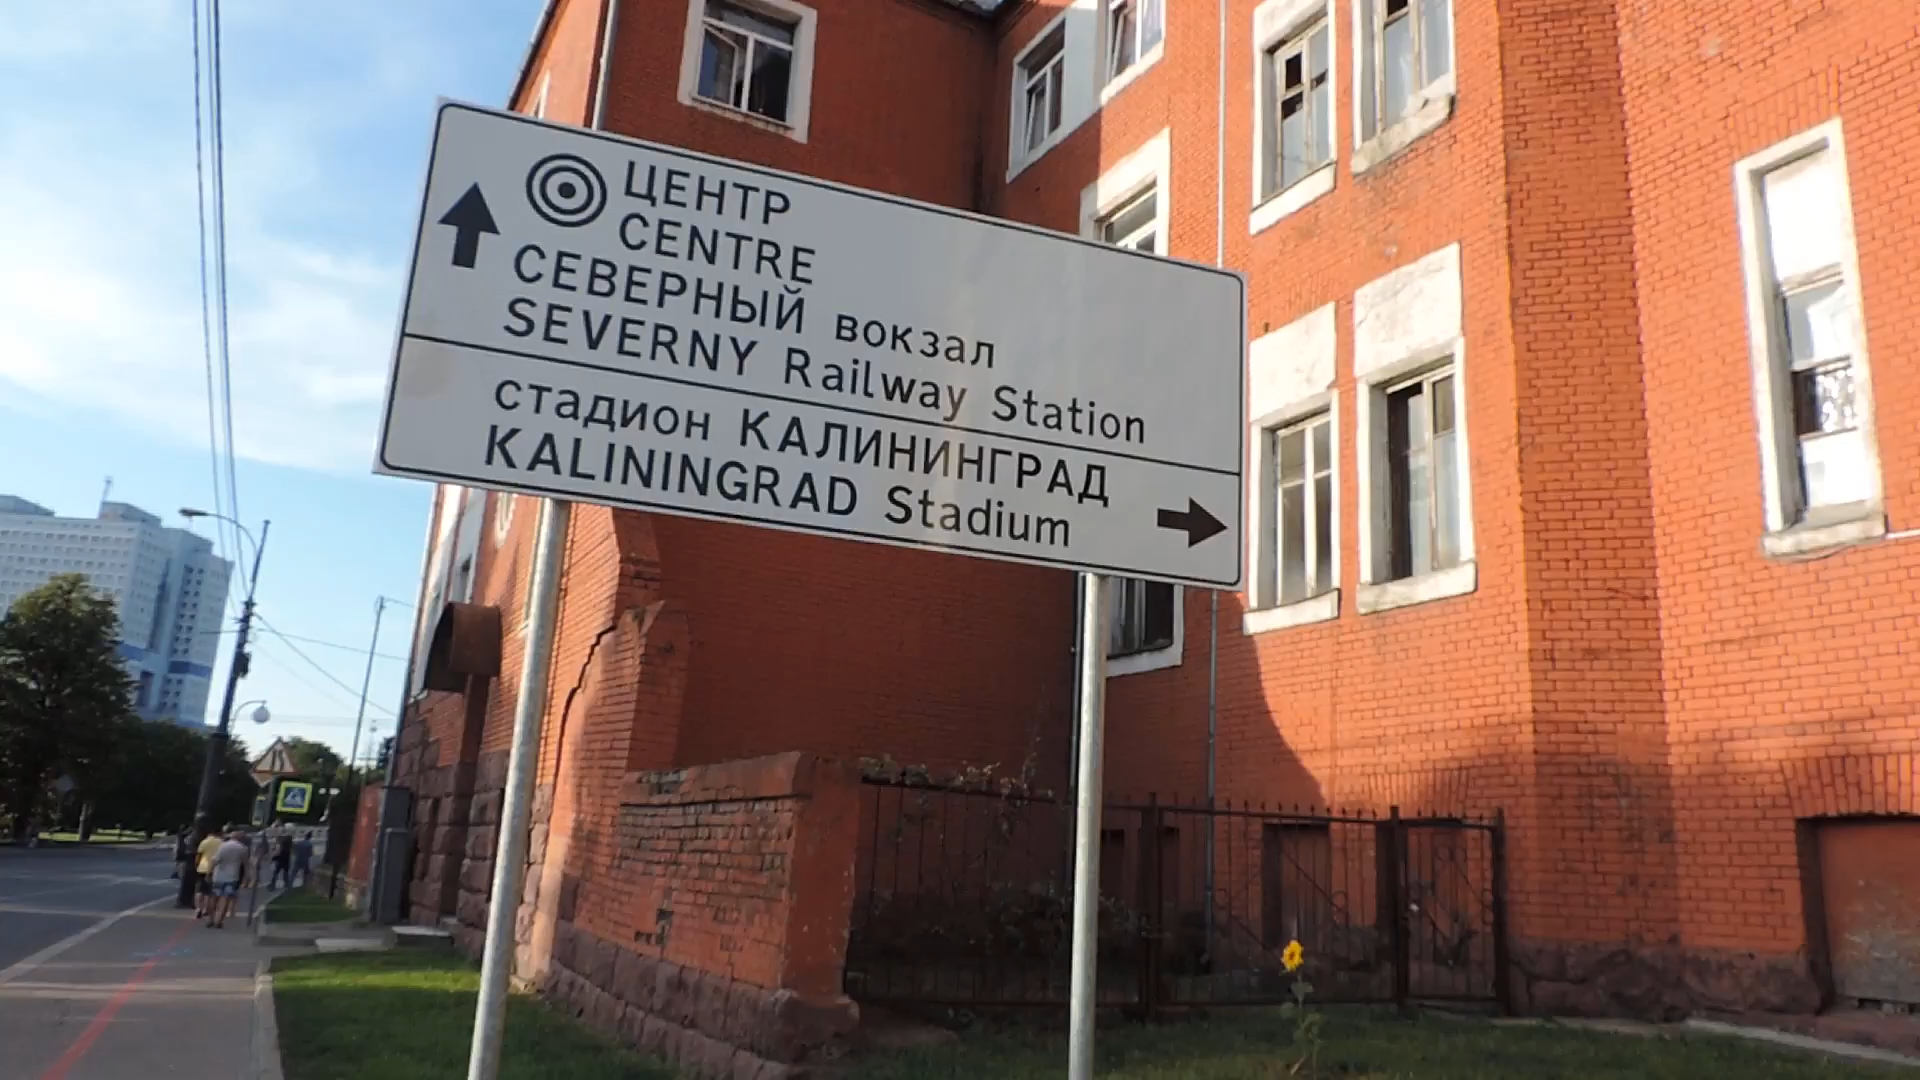 ЦЕНТР
CENTRE
СЕВЕРНЫЙ вокзал
SEVERNY Railway Station
стадион КАЛИНИНГРАД
KALININGRAD Stadium